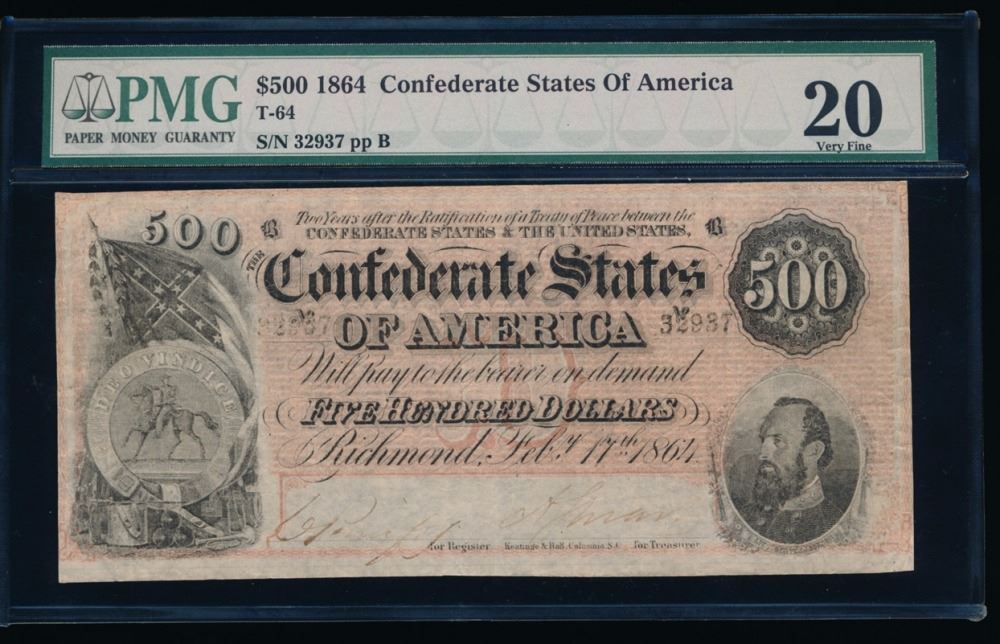 PMG
PAPER MONEY GUARANTY
$500 1864 Confederate States Of America
T-64
S/N 32937 pp B
20
Very Fine
500
B Two Years after the Ratification of a Treaty of Peace between the B
CONFEDERATE STATES & THE UNITED STATES,
THE
Confederate States
500
32937 OF AMERICA 32937
DEO VINDICE
Will pay to the bearer on demand
FIVE HUNDRED DOLLARS
Richmond, Feby. 17th. 1864
for Register Keatinge & Ball, Columbia, S.C. for Treasurer